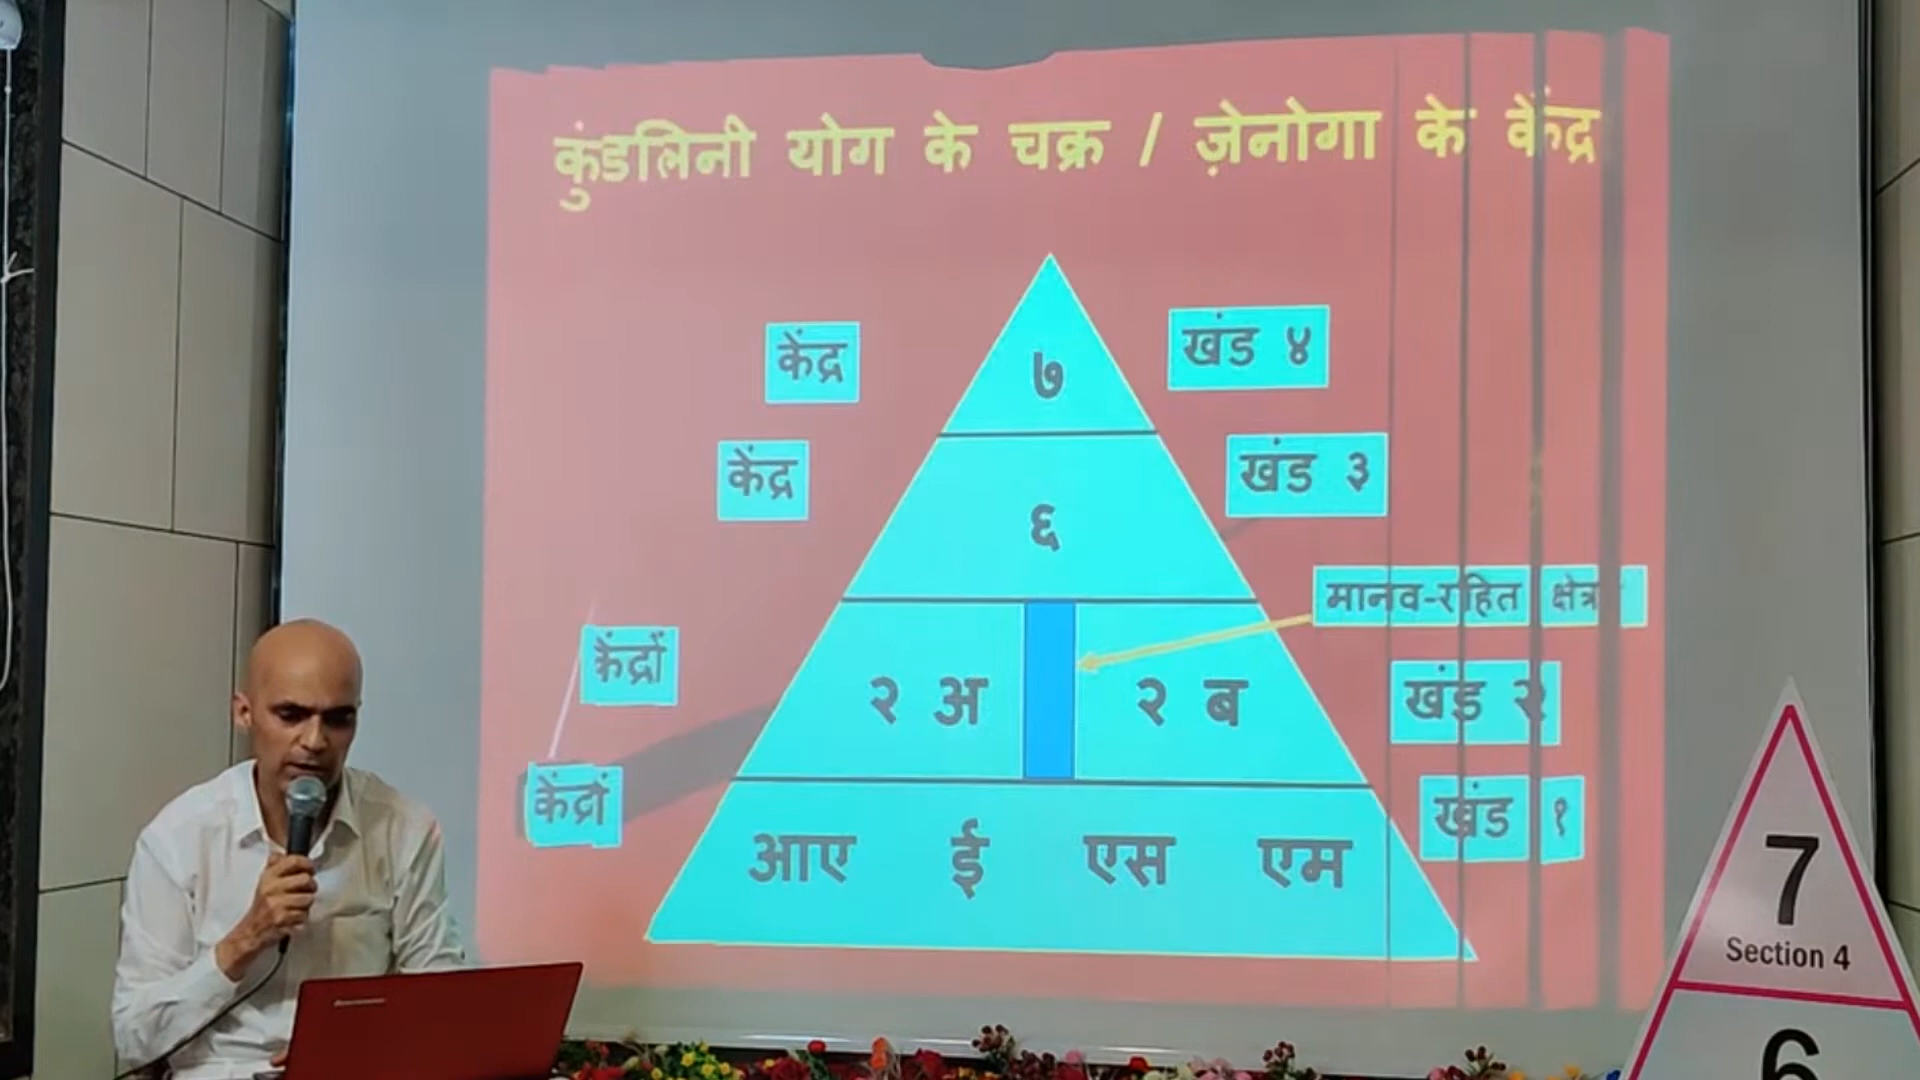 कुंडलिनी योग के चक्र / ज़ेनोगा के केंद्र
केंद्र
७
खंड ४
केंद्र
६
खंड ३
मानव-रहित क्षेत्र
केंद्रों
२ अ
२ ब
खंड २
केंद्रों
आए ई एस एम
खंड १
7
Section 4
6